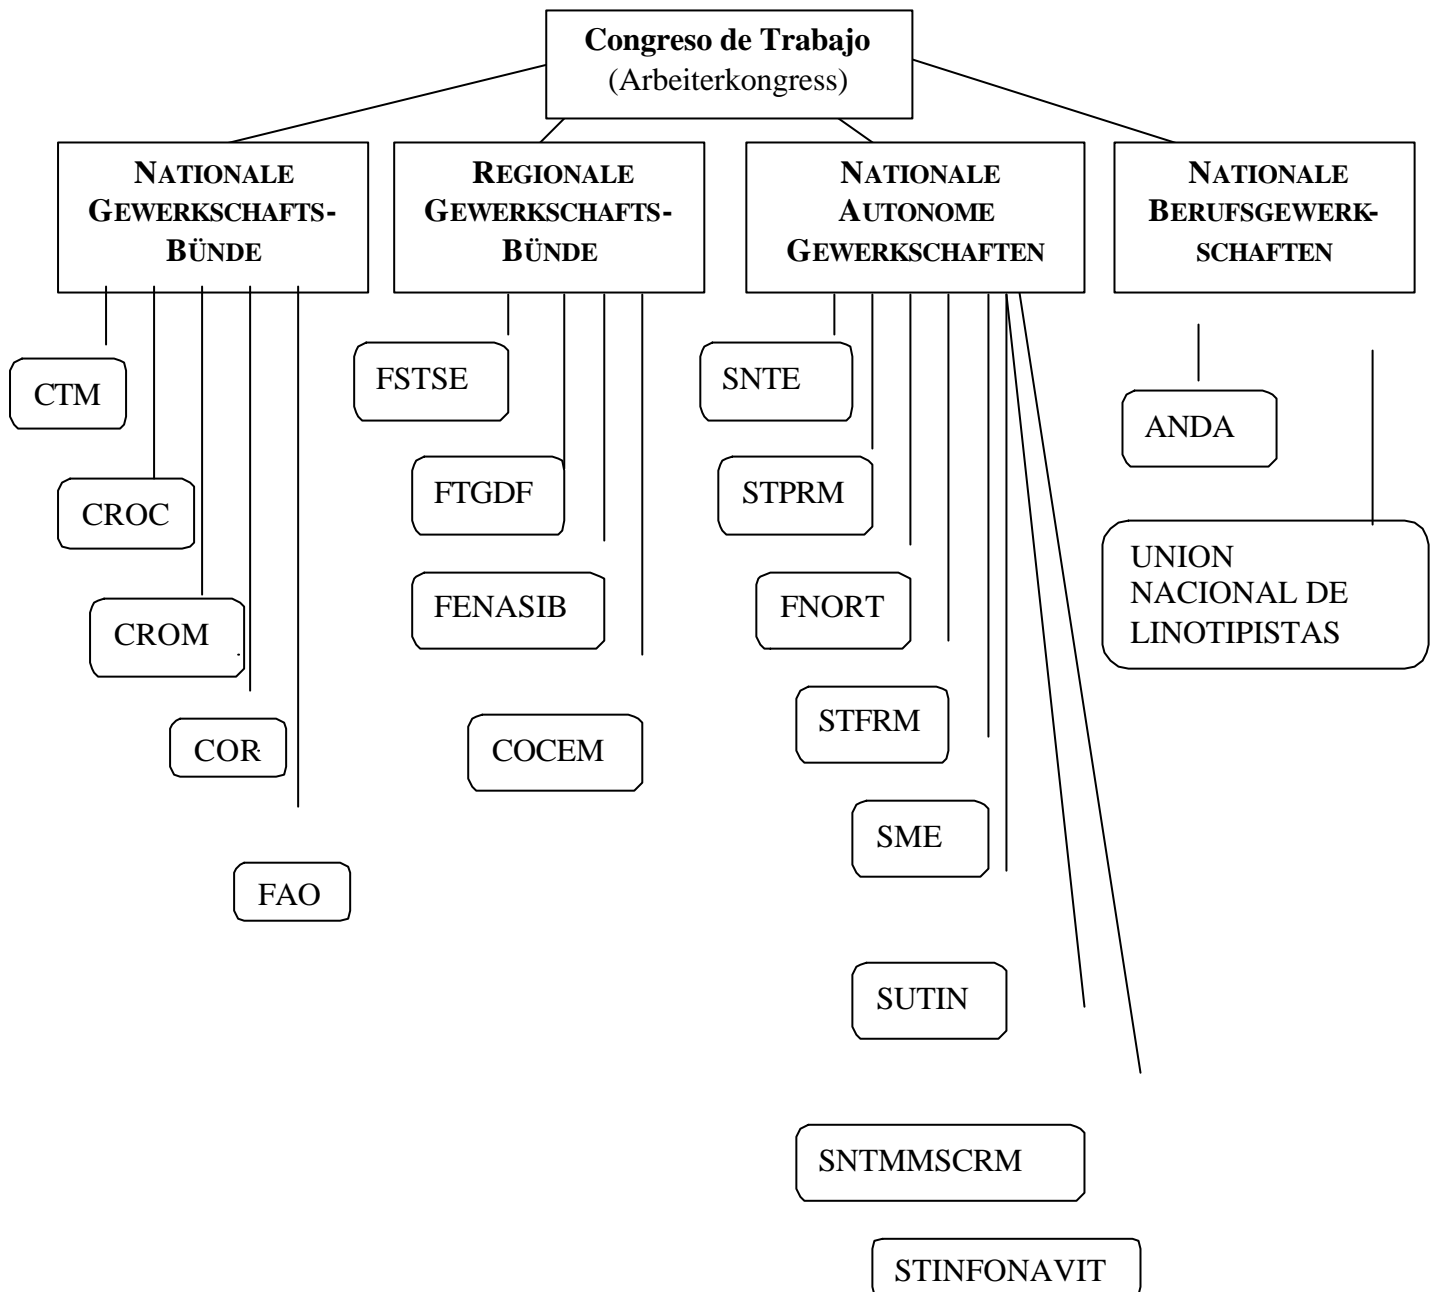 Congreso de Trabajo
(Arbeiterkongress)
NATIONALE
GEWERKSCHAFTS-
BÜNDE
REGIONALE
GEWERKSCHAFTS-
BÜNDE
NATIONALE
AUTONOME
GEWERKSCHAFTEN
NATIONALE
BERUFSGEWERK-
SCHAFTEN
CTM
CROC
CROM
COR
FAO
FSTSE
FTGDF
FENASIB
COCEM
SNTE
STPRM
FNORT
STFRM
SME
SUTIN
SNTMMSCRM
STINFONAVIT
ANDA
UNION
NACIONAL DE
LINOTIPISTAS